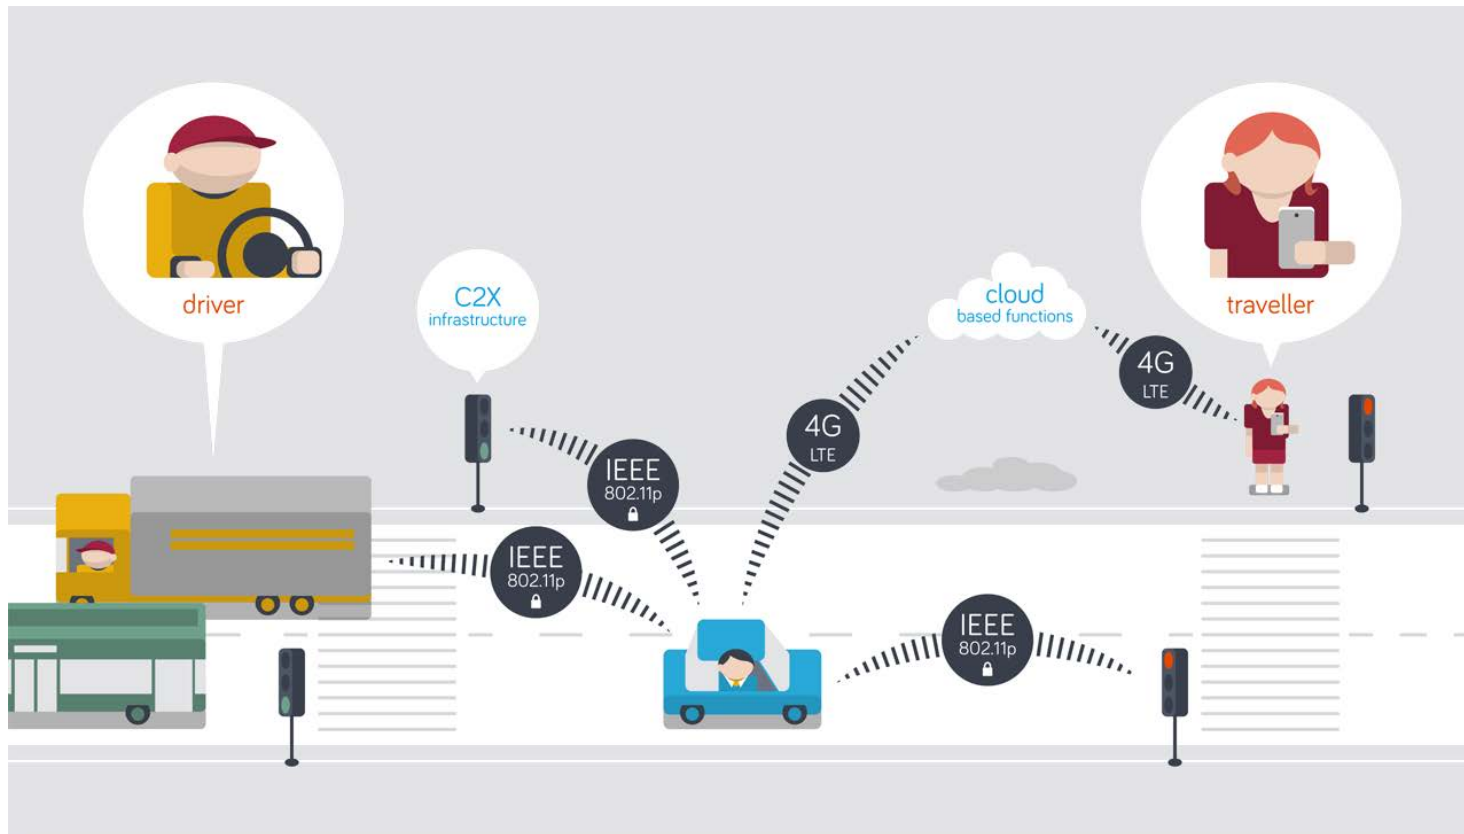 driver
C2X
infrastructure
cloud
based functions
traveller
4G
LTE
4G
LTE
IEEE
802.11p
IEEE
802.11p
IEEE
802.11p